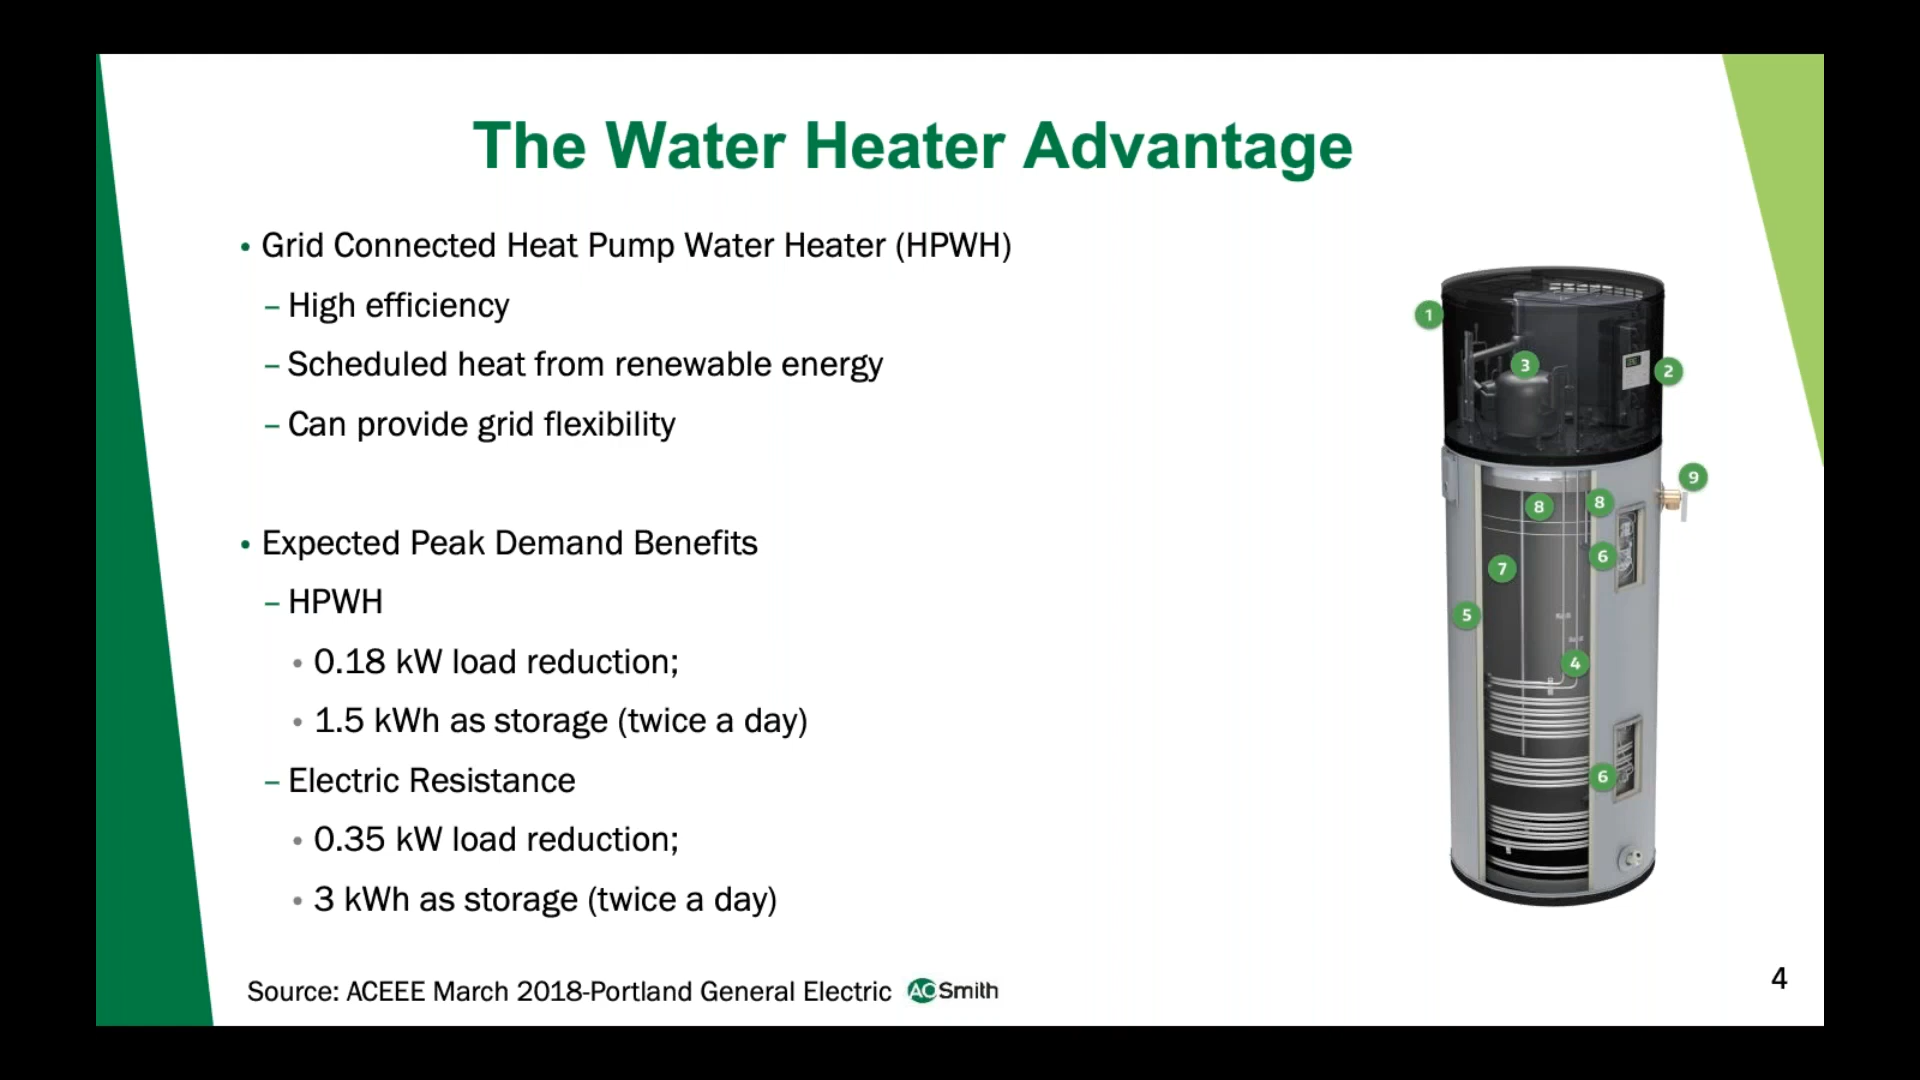 The Water Heater Advantage
• Grid Connected Heat Pump Water Heater (HPWH)
– High efficiency
– Scheduled heat from renewable energy
– Can provide grid flexibility
• Expected Peak Demand Benefits
– HPWH
• 0.18 kW load reduction;
• 1.5 kWh as storage (twice a day)
– Electric Resistance
• 0.35 kW load reduction;
• 3 kWh as storage (twice a day)
Source: ACEEE March 2018-Portland General Electric AOSmith
1
3
2
9
8
8
6
7
5
4
6
4